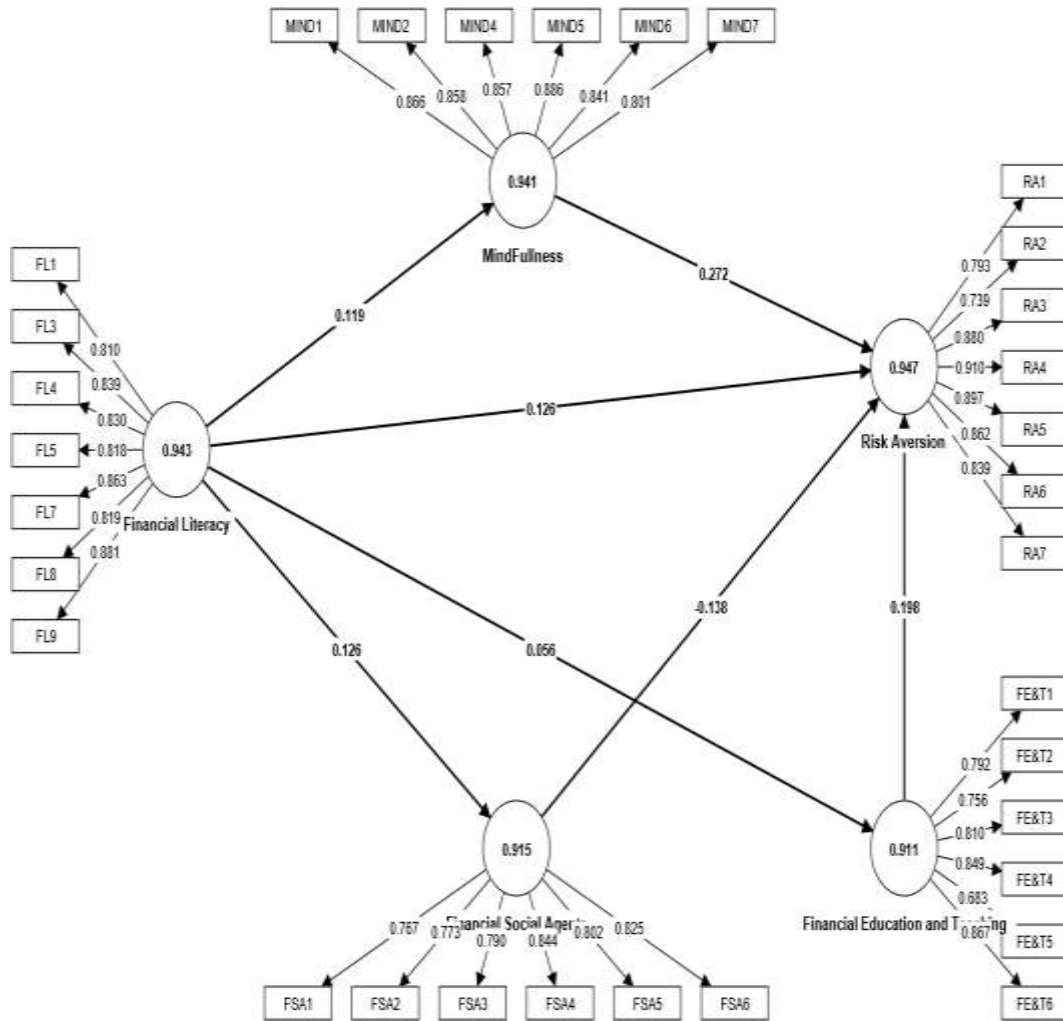 MIND1 MIND2 MIND4 MIND5 MIND6 MIND7
0.866 0.858 0.857 0.886 0.841 0.801
0.941
MindFullness
RA1
RA2
RA3
RA4
RA5
RA6
RA7
0.793
0.739
0.880
0.910
0.897
0.862
0.839
0.947
Risk Aversion
FL1
FL3
FL4
FL5
FL7
FL8
FL9
0.810
0.839
0.830
0.818
0.863
0.819
0.881
0.943
Financial Literacy
0.119
0.272
0.126
-0.138
0.198
0.126
0.056
0.915
Financial Social Agents
0.767 0.773 0.790 0.844 0.802 0.825
FSA1 FSA2 FSA3 FSA4 FSA5 FSA6
0.911
Financial Education and
FE&T1
FE&T2
FE&T3
FE&T4
FE&T5
FE&T6
0.792
0.756
0.810
0.849
0.683
0.867